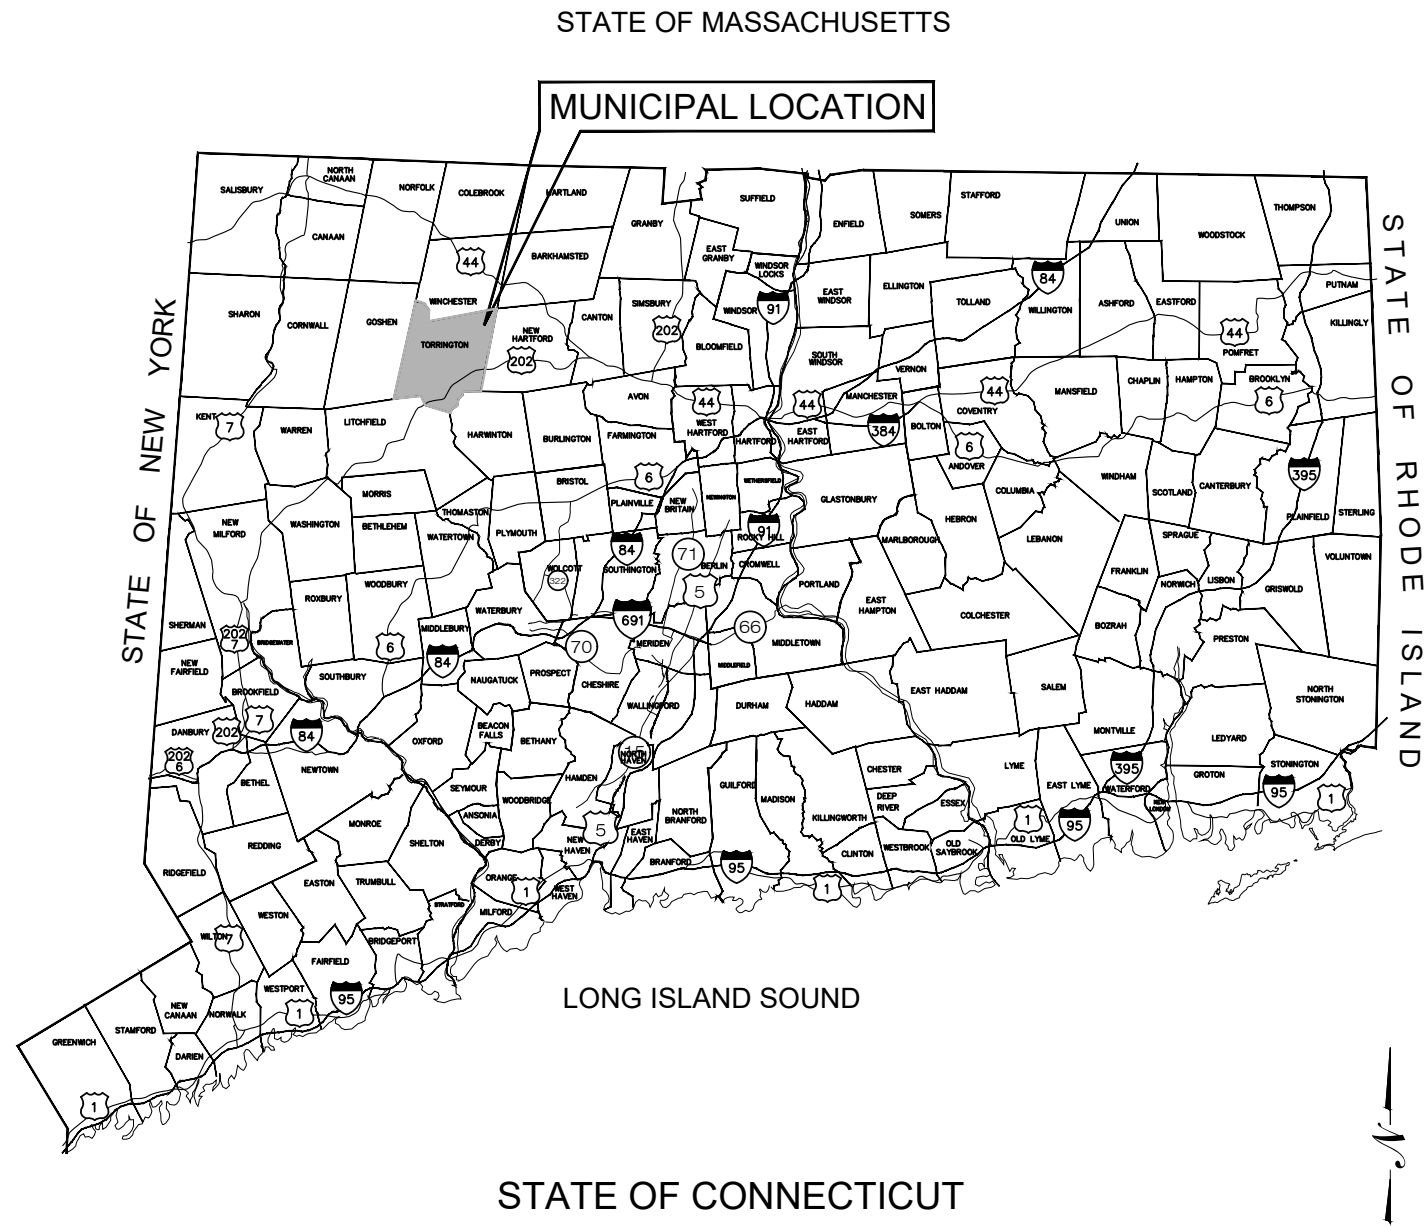 STATE OF MASSACHUSETTS
MUNICIPAL LOCATION
NORTH
CANAAN
SALISBURY
NORFOLK
COLEBROOK
HARTLAND
GRANBY
SUFFIELD
ENFIELD
SOMERS
STAFFORD
UNION
WOODSTOCK
THOMPSON
CANAAN
44
BARKHAMSTED
EAST
GRANBY
WINDSOR
LOCKS
84
PUTNAM
SHARON
CORNWALL
GOSHEN
WINCHESTER
NEW
HARTFORD
CANTON
SIMSBURY
202
WINDSOR
91
EAST
WINDSOR
ELLINGTON
TOLLAND
WILLINGTON
ASHFORD
EASTFORD
44
POMFRET
KILLINGLY
TORRINGTON
202
BLOOMFIELD
SOUTH
WINDSOR
VERNON
MANSFIELD
CHAPLIN
HAMPTON
BROOKLYN
6
KENT
7
WARREN
LITCHFIELD
HARWINTON
BURLINGTON
AVON
FARMINGTON
44
WEST
HARTFORD
HARTFORD
44
EAST
HARTFORD
MANCHESTER
384
BOLTON
44
COVENTRY
6
ANDOVER
MORRIS
BRISTOL
6
WETHERSFIELD
GLASTONBURY
COLUMBIA
WINDHAM
SCOTLAND
CANTERBURY
395
PLAINFIELD
STERLING
NEW
MILFORD
WASHINGTON
BETHLEHEM
THOMASTON
WATERTOWN
PLYMOUTH
PLAINVILLE
NEW
BRITAIN
NEWINGTON
91
ROCKY HILL
MARLBOROUGH
HEBRON
LEBANON
SPRAGUE
VOLUNTOWN
ROXBURY
WOODBURY
WOLCOTT
322
84
SOUTHINGTON
71
BERLIN
5
CROMWELL
PORTLAND
EAST
HAMPTON
COLCHESTER
FRANKLIN
NORWICH
LISBON
GRISWOLD
SHERMAN
202
7
BRIDGEWATER
6
MIDDLEBURY
84
WATERBURY
691
MERIDEN
66
MIDDLETOWN
BOZRAH
PRESTON
NEW
FAIRFIELD
BROOKFIELD
SOUTHBURY
NAUGATUCK
PROSPECT
70
CHESHIRE
MIDDLEFIELD
EAST HADDAM
SALEM
NORTH
STONINGTON
DANBURY
202
7
84
OXFORD
BEACON
FALLS
BETHANY
WALLINGFORD
DURHAM
HADDAM
MONTVILLE
LEDYARD
202
6
BETHEL
NEWTOWN
SEYMOUR
WOODBRIDGE
HAMDEN
15
NORTH
HAVEN
GUILFORD
MADISON
CHESTER
LYME
EAST LYME
395
WATERFORD
GROTON
STONINGTON
95
1
REDDING
MONROE
ANSONIA
DERBY
SHELTON
NEW
HAVEN
5
EAST
HAVEN
NORTH
BRANFORD
BRANFORD
95
KILLINGWORTH
DEEP
RIVER
ESSEX
CLINTON
WESTBROOK
OLD
SAYBROOK
1
OLD LYME
95
NEW
LONDON
RIDGEFIELD
EASTON
TRUMBULL
STRATFORD
ORANGE
1
MILFORD
WEST
HAVEN
1
WESTON
WILTON
7
FAIRFIELD
BRIDGEPORT
NEW
CANAAN
NORWALK
WESTPORT
1
95
GREENWICH
STAMFORD
DARIEN
1
STATE OF NEW YORK
STATE OF RHODE ISLAND
LONG ISLAND SOUND
N
STATE OF CONNECTICUT